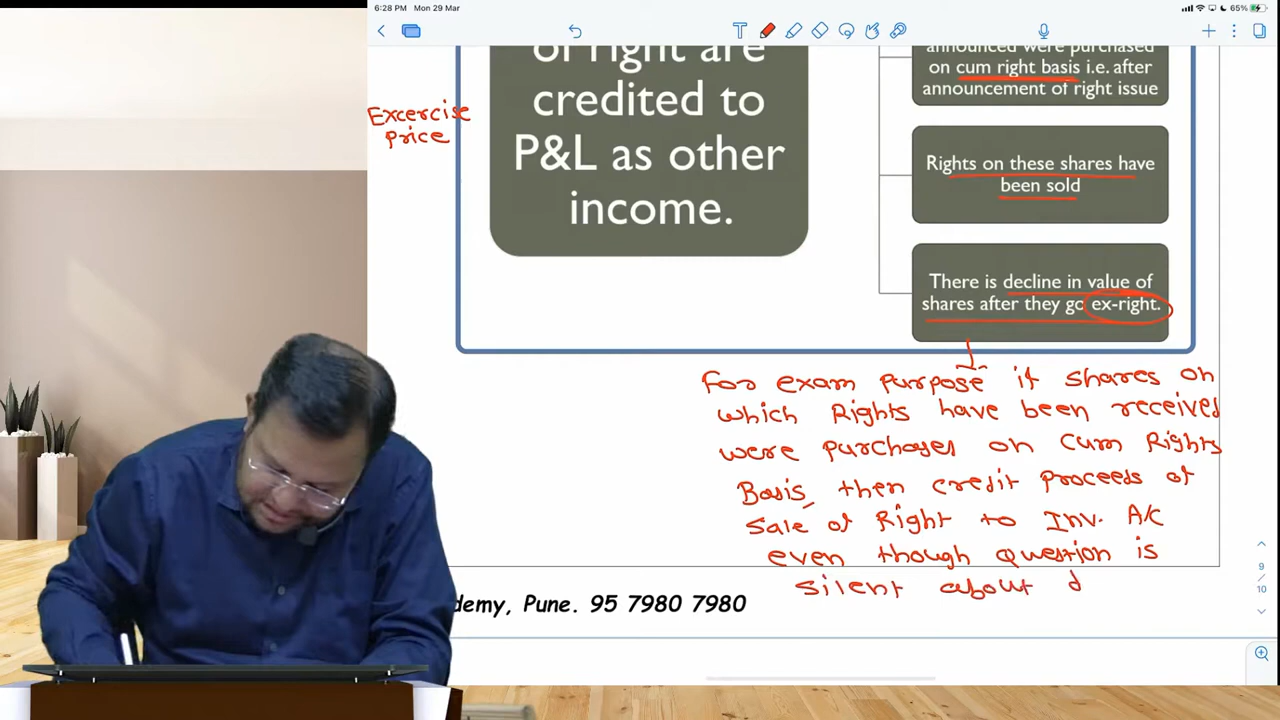 6:28 PM Mon 29 Mar
65%
of right are
credited to
P&L as other
income.
announced were purchased
on cum right basis i.e. after
announcement of right issue
Excercise
Price
Rights on these shares have
been sold
There is decline in value of
shares after they go ex-right.
For exam purpose if shares on
which Rights have been received
were purchases on Cum Rights
Basis, then credit proceeds of
Sale of Right to Inv. A/c
even though question is
silent about d
demy, Pune. 95 7980 7980
9
/
10